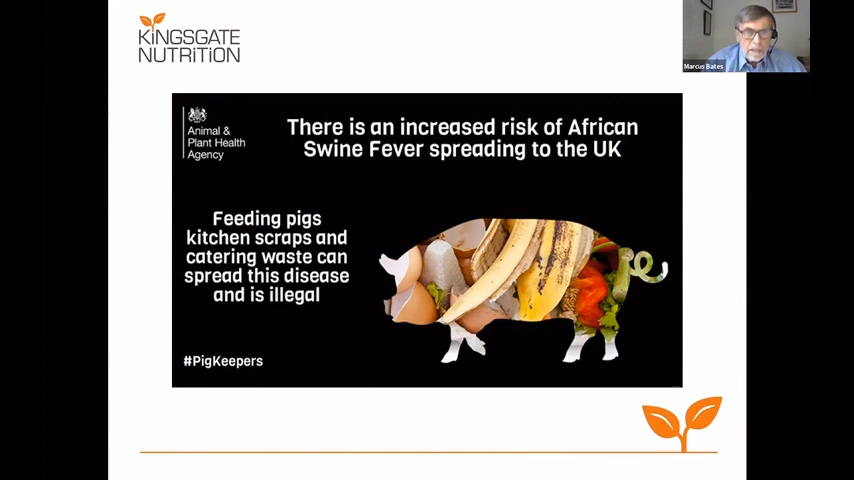 KiNGSGATE
NUTRiTiON
Marcus Bates
Animal &
Plant Health
Agency
There is an increased risk of African
Swine Fever spreading to the UK
Feeding pigs
kitchen scraps and
catering waste can
spread this disease
and is illegal
#PigKeepers